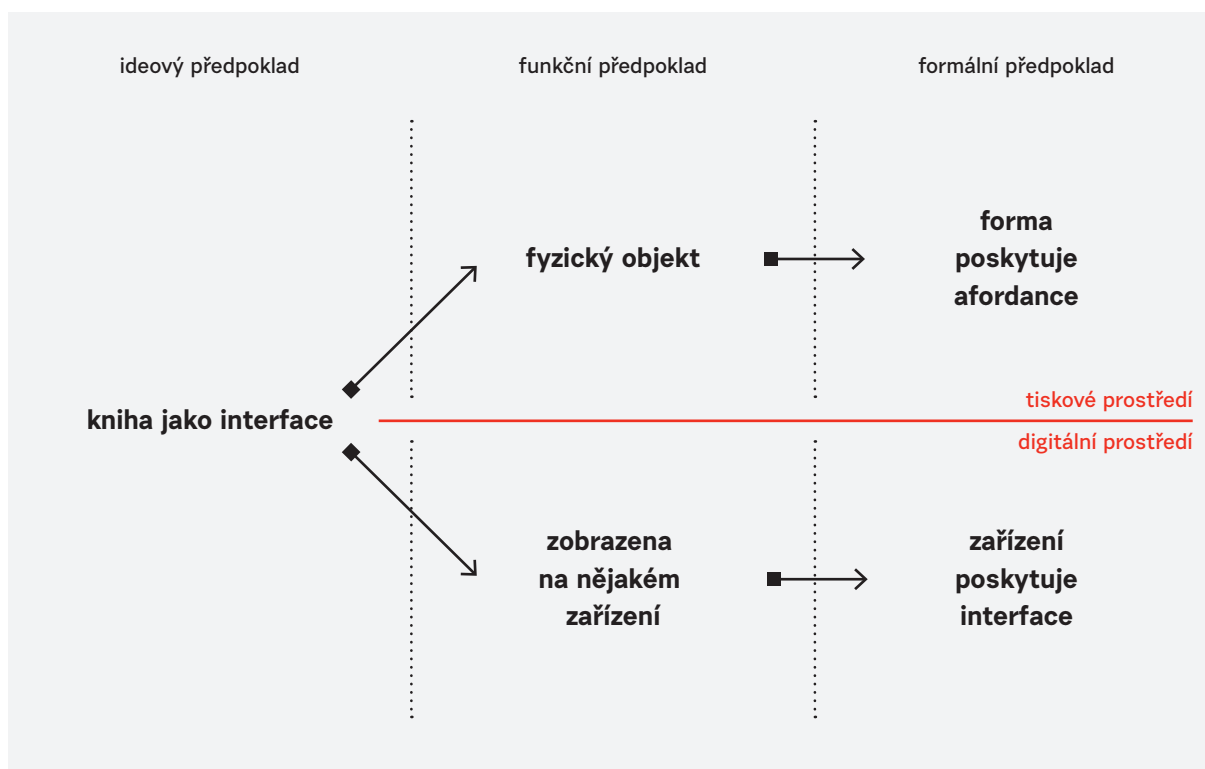 ideový předpoklad
funkční předpoklad
formální předpoklad
fyzický objekt
forma
poskytuje
afordance
kniha jako interface
tiskové prostředí
digitální prostředí
zobrazena
na nějakém
zařízení
zařízení
poskytuje
interface